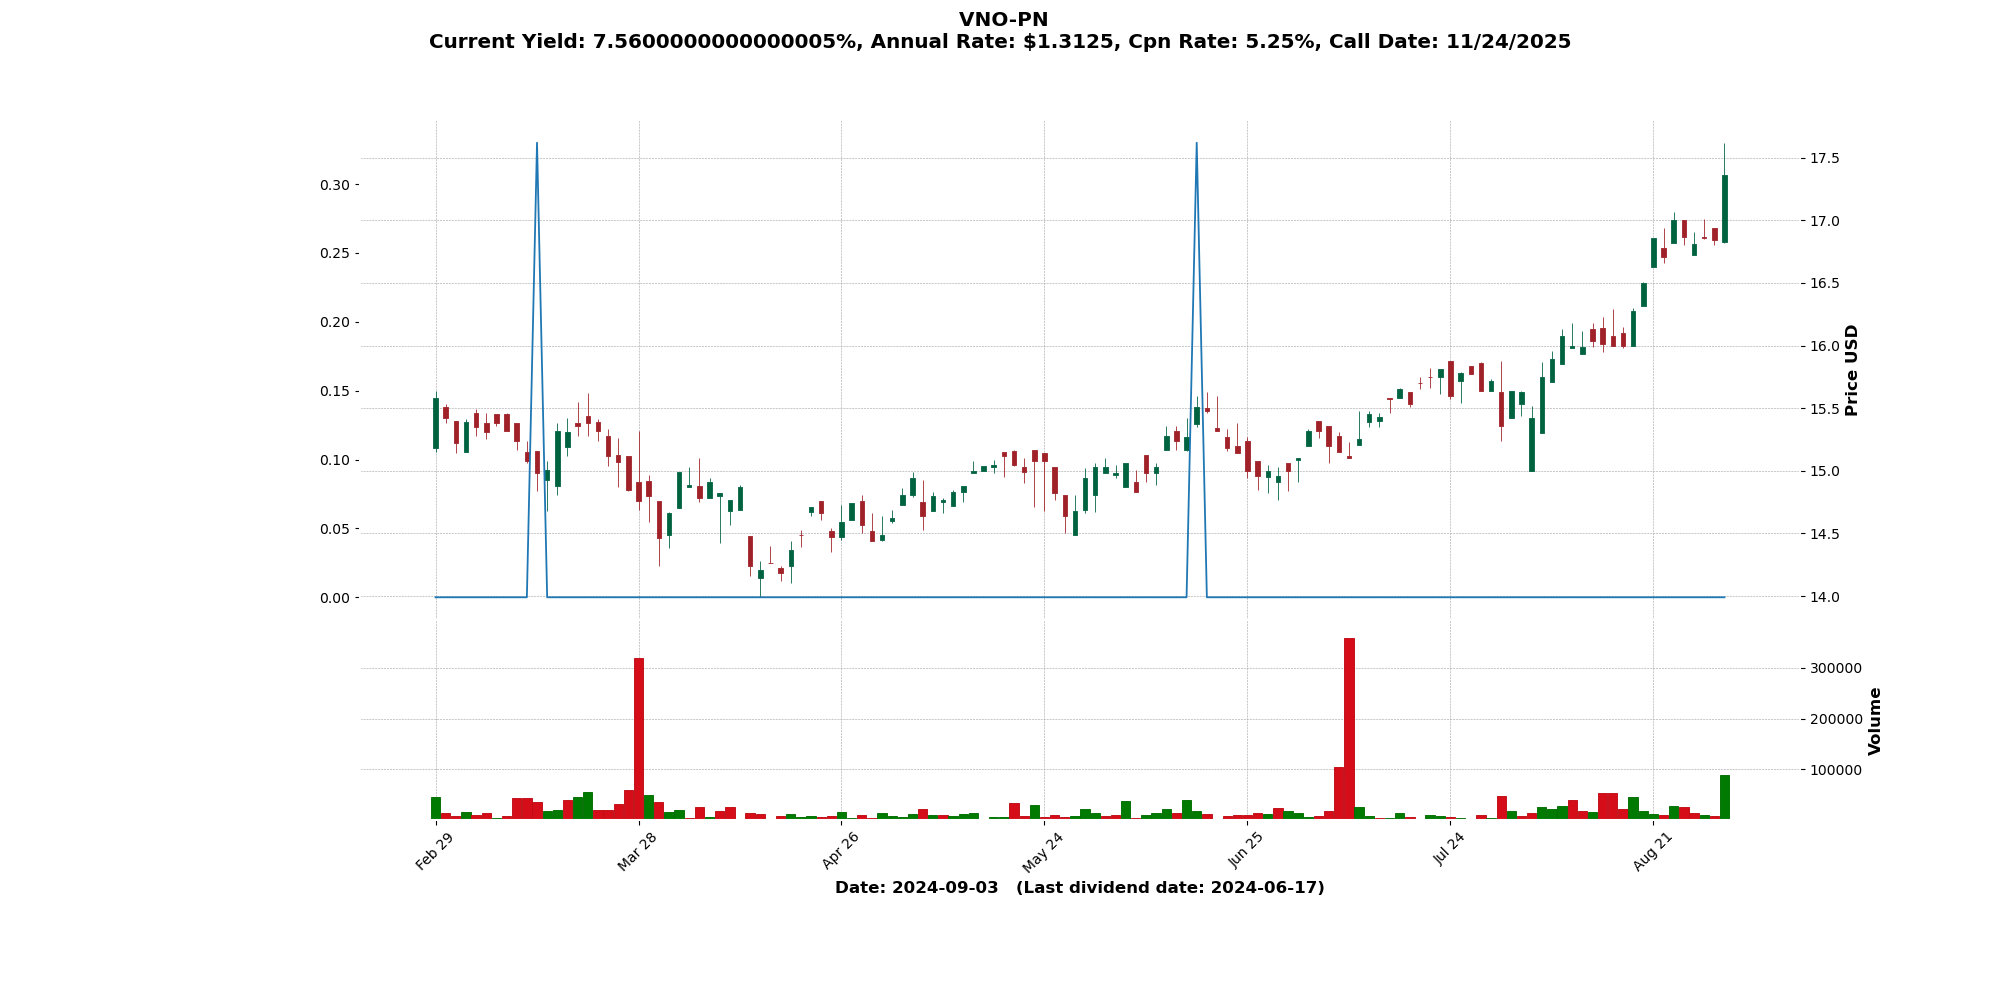 VNO-PN
Current Yield: 7.5600000000000005%, Annual Rate: $1.3125, Cpn Rate: 5.25%, Call Date: 11/24/2025
0.30
0.25
0.20
0.15
0.10
0.05
0.00
17.5
17.0
16.5
16.0
15.5
15.0
14.5
14.0
Price USD
300000
200000
100000
Volume
Feb 29
Mar 28
Apr 26
May 24
Jun 25
Jul 24
Aug 21
Date: 2024-09-03 (Last dividend date: 2024-06-17)